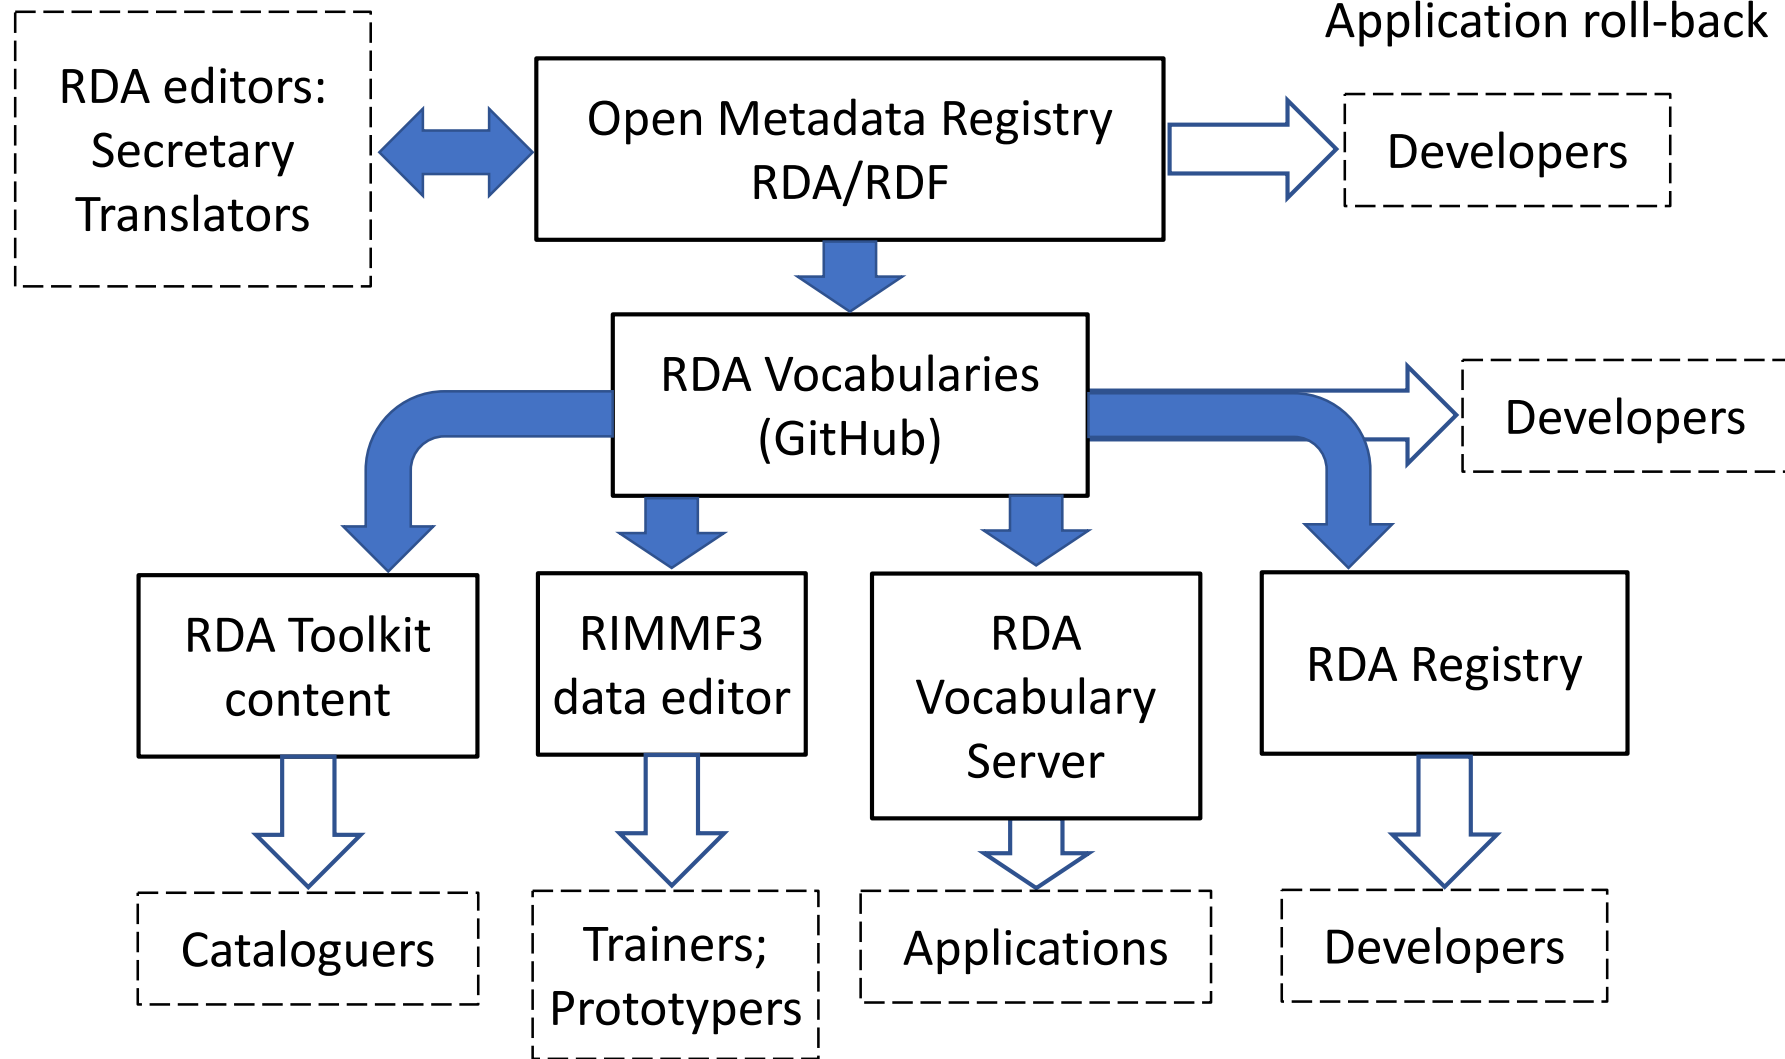 Application roll-back
RDA editors:
Secretary
Translators
Open Metadata Registry
RDA/RDF
Developers
RDA Vocabularies
(GitHub)
Developers
RDA Toolkit
content
RIMMF3
data editor
RDA
Vocabulary
Server
RDA Registry
Cataloguers
Trainers;
Prototypers
Applications
Developers